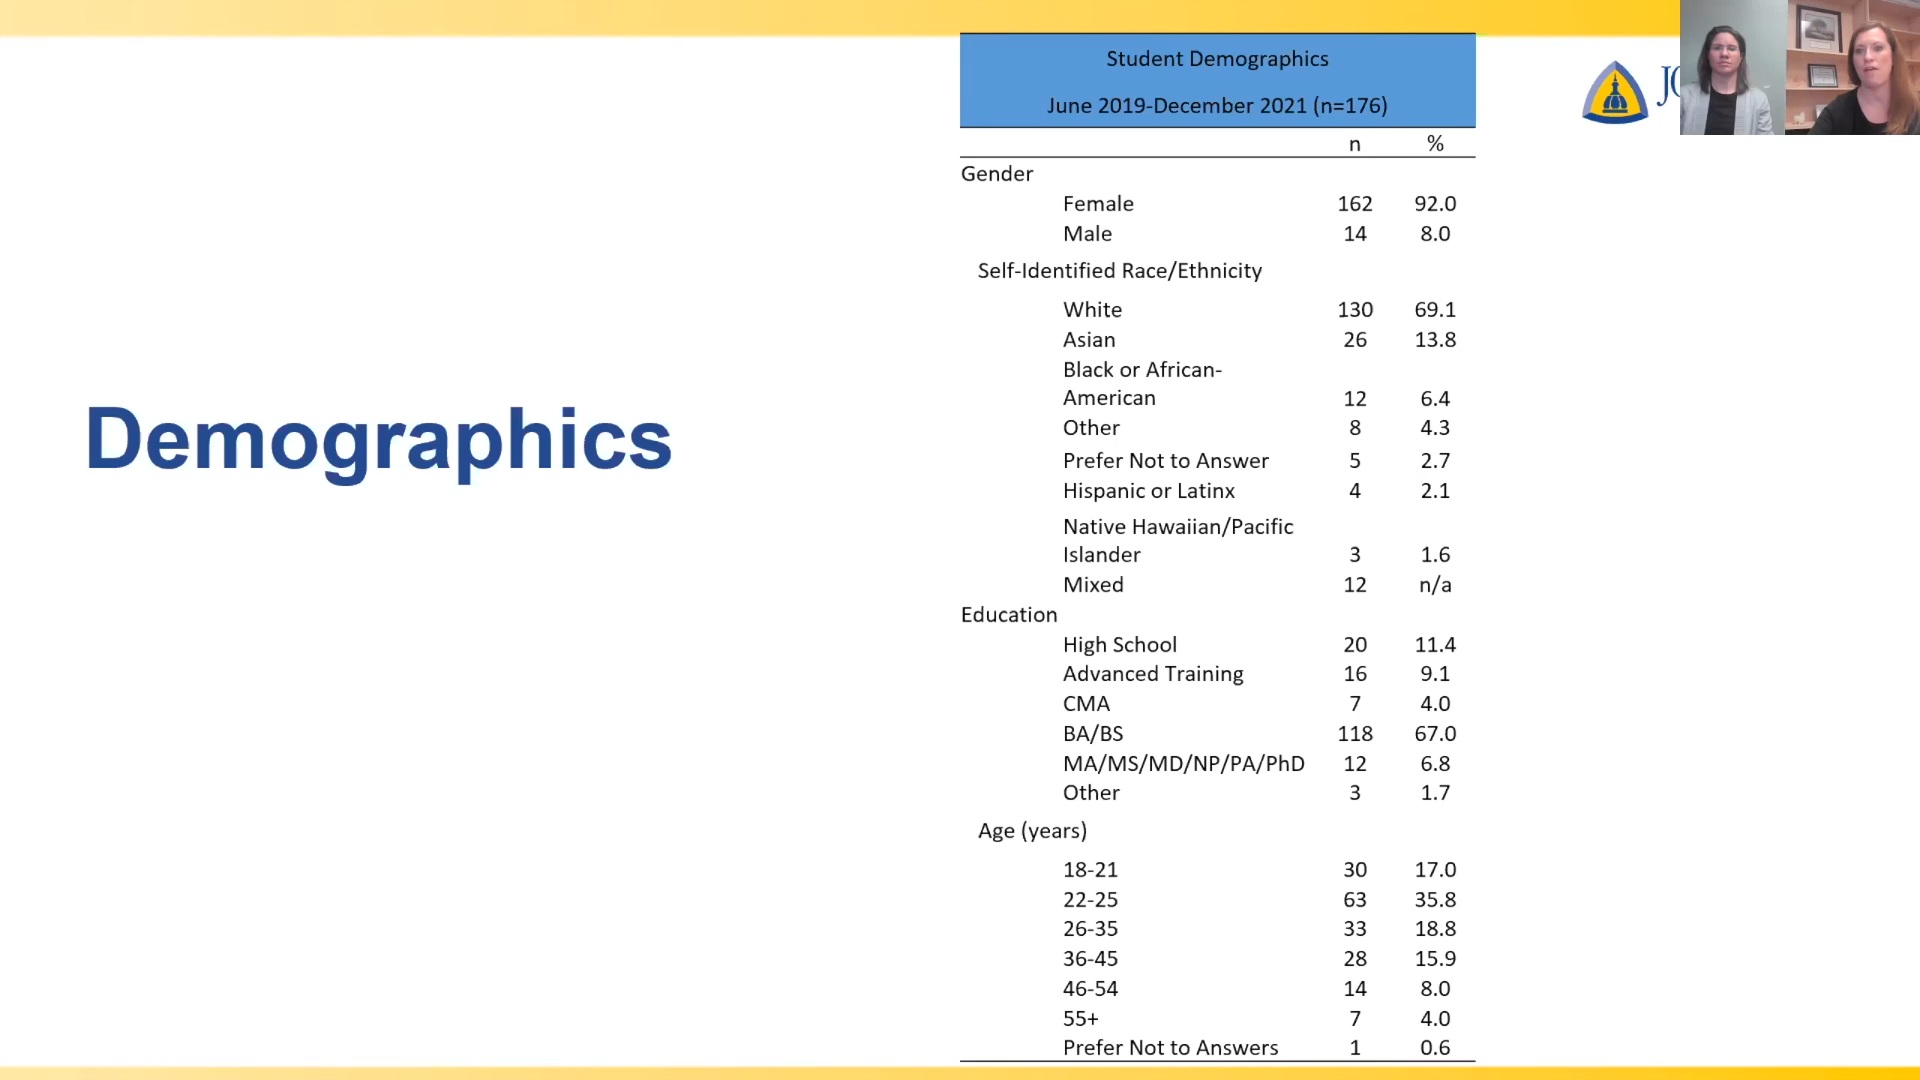 Student Demographics
June 2019-December 2021 (n=176)
n %
Gender
Female 162 92.0
Male 14 8.0
Self-Identified Race/Ethnicity
White 130 69.1
Asian 26 13.8
Black or African-
American 12 6.4
Other 8 4.3
Prefer Not to Answer 5 2.7
Hispanic or Latinx 4 2.1
Native Hawaiian/Pacific
Islander 3 1.6
Mixed 12 n/a
Education
High School 20 11.4
Advanced Training 16 9.1
CMA 7 4.0
BA/BS 118 67.0
MA/MS/MD/NP/PA/PhD 12 6.8
Other 3 1.7
Age (years)
18-21 30 17.0
22-25 63 35.8
26-35 33 18.8
36-45 28 15.9
46-54 14 8.0
55+ 7 4.0
Prefer Not to Answers 1 0.6
Demographics